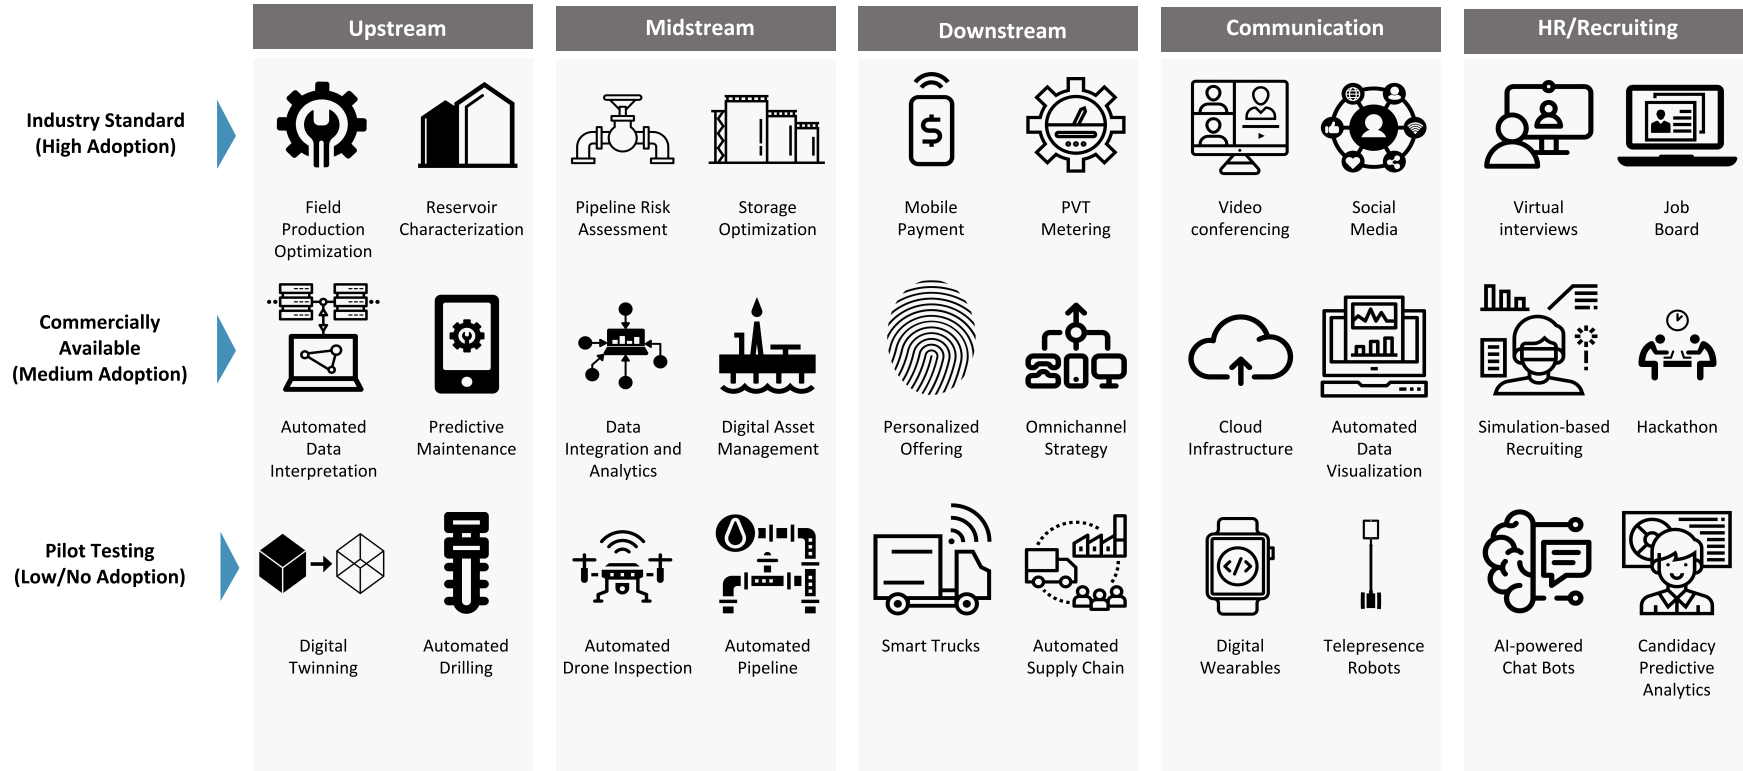 Upstream
Midstream
Downstream
Communication
HR/Recruiting
Industry Standard
(High Adoption)
Field
Production
Optimization
Reservoir
Characterization
Pipeline Risk
Assessment
Storage
Optimization
$
Mobile
Payment
PVT
Metering
Video
conferencing
Social
Media
Virtual
interviews
Job
Board
Commercially
Available
(Medium Adoption)
Automated
Data
Interpretation
Predictive
Maintenance
Data
Integration and
Analytics
Digital Asset
Management
Personalized
Offering
Omnichannel
Strategy
Cloud
Infrastructure
Automated
Data
Visualization
Simulation-based
Recruiting
Hackathon
Pilot Testing
(Low/No Adoption)
Digital
Twinning
Automated
Drilling
Automated
Drone Inspection
Automated
Pipeline
Smart Trucks
Automated
Supply Chain
</>
Digital
Wearables
Telepresence
Robots
AI-powered
Chat Bots
Candidacy
Predictive
Analytics